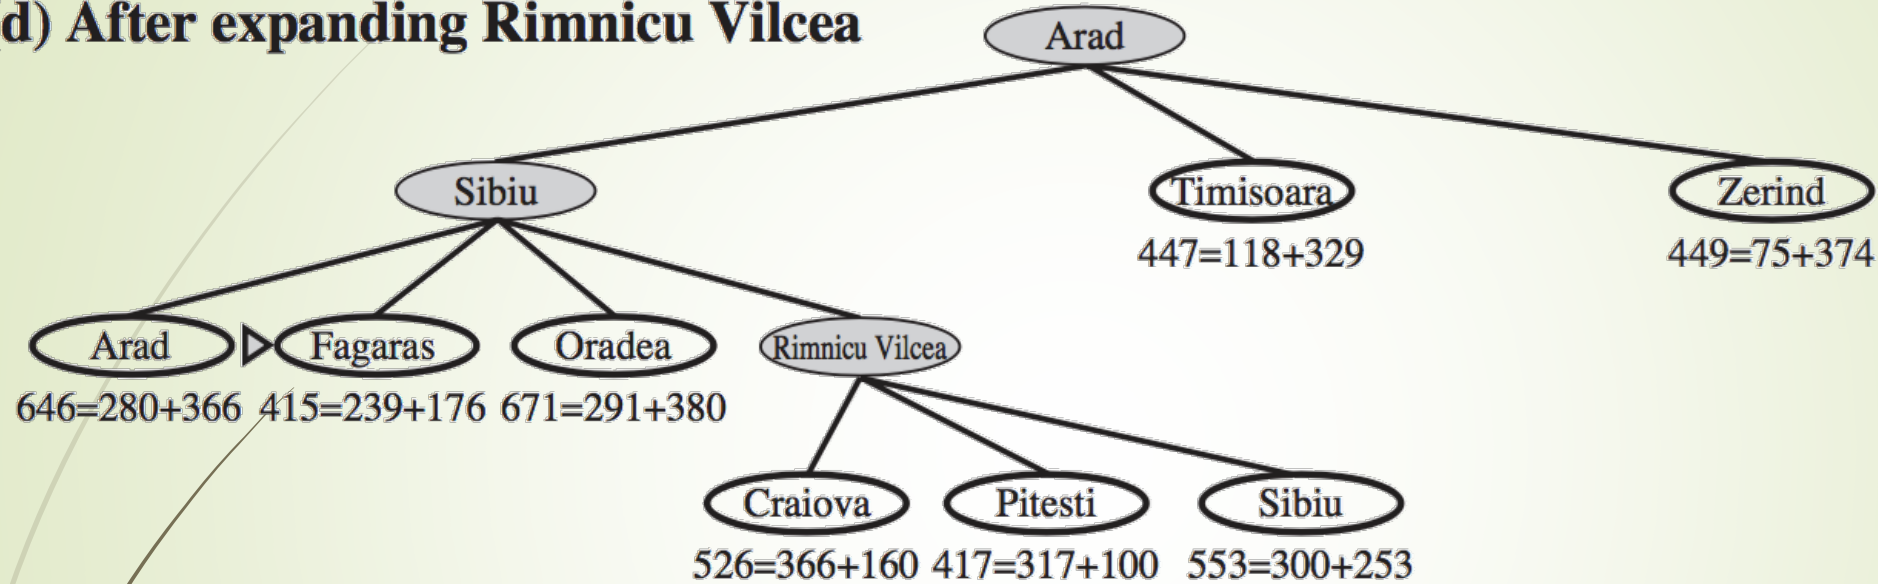 d) After expanding Rimnicu Vilcea
Arad
Sibiu
Timisoara
Zerind
447=118+329
449=75+374
Arad
Fagaras
Oradea
Rimnicu Vilcea
646=280+366
415=239+176
671=291+380
Craiova
Pitesti
Sibiu
526=366+160
417=317+100
553=300+253